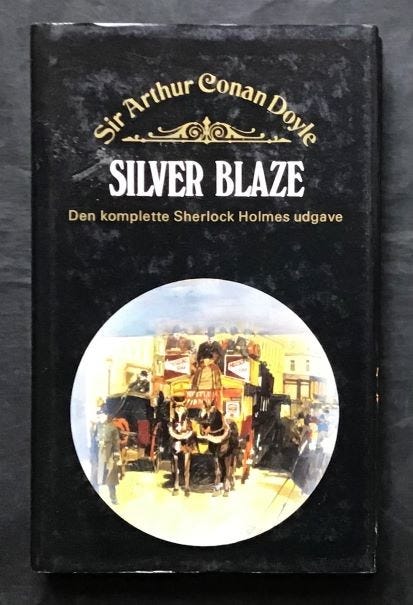 Sir Arthur Conan Doyle
SILVER BLAZE
Den komplette Sherlock Holmes udgave